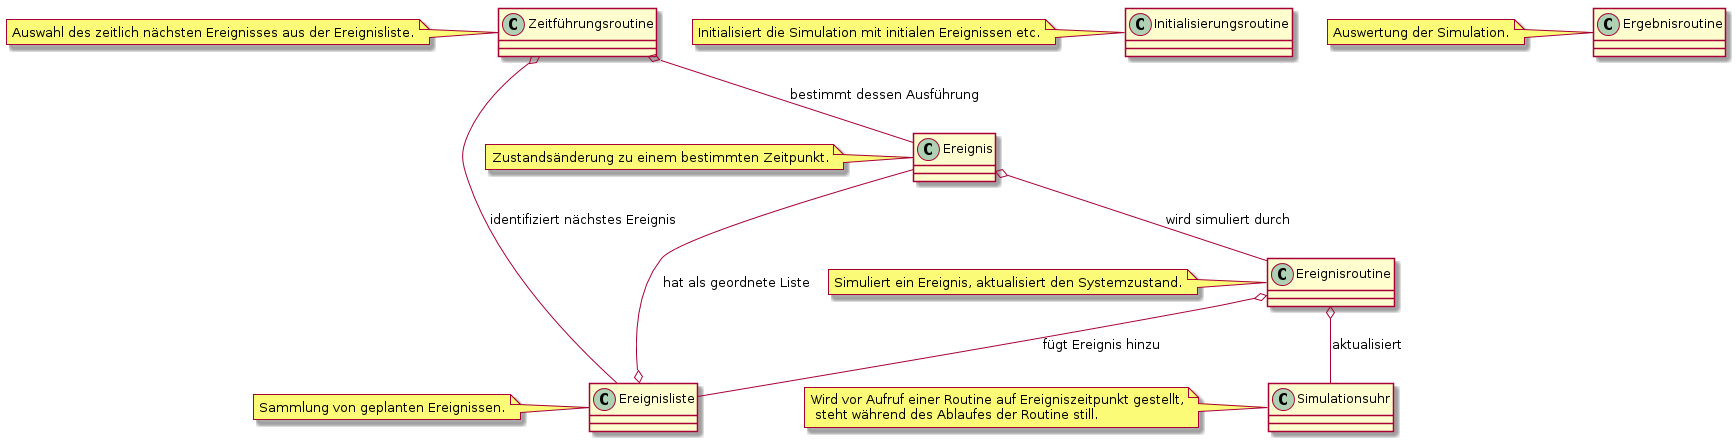 Auswahl des zeitlich nächsten Ereignisses aus der Ereignisliste.
C Zeitführungsroutine
Initialisiert die Simulation mit initialen Ereignissen etc.
C Initialisierungsroutine
Auswertung der Simulation.
C Ergebnisroutine
bestimmt dessen Ausführung
Zustandsänderung zu einem bestimmten Zeitpunkt.
C Ereignis
identifiziert nächstes Ereignis
wird simuliert durch
hat als geordnete Liste
Simuliert ein Ereignis, aktualisiert den Systemzustand.
C Ereignisroutine
fügt Ereignis hinzu
aktualisiert
Sammlung von geplanten Ereignissen.
C Ereignisliste
Wird vor Aufruf einer Routine auf Ereigniszeitpunkt gestellt,
steht während des Ablaufes der Routine still.
C Simulationsuhr